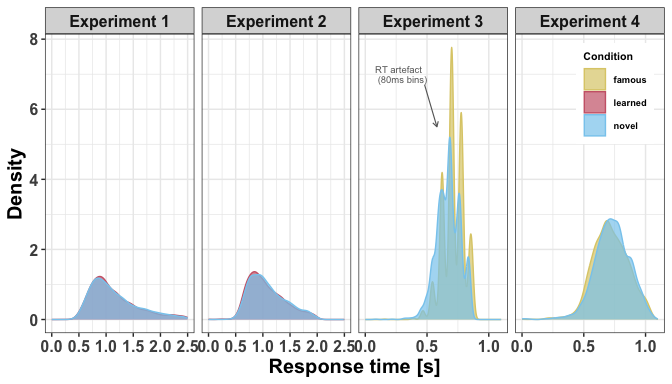 Experiment 1
Experiment 2
Experiment 3
Experiment 4
8
6
4
2
0
Density
RT artefact
(80ms bins)
Condition
famous
learned
novel
0.0 0.5 1.0 1.5 2.0 2.5
0.0 0.5 1.0 1.5 2.0 2.5
0.0 0.5 1.0
0.0 0.5 1.0
Response time [s]